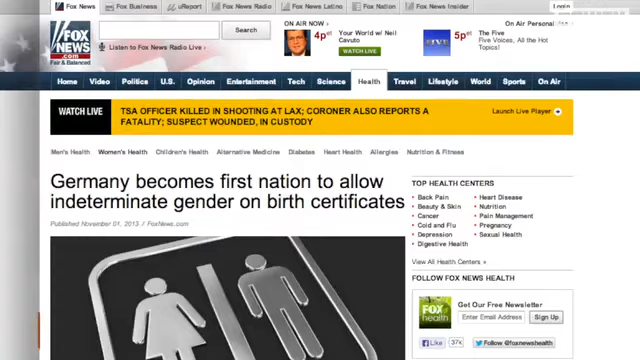 Fox News
Fox Business
uReport
Fox News Radio
Fox News Latino
Fox Nation
Fox News Insider
Login
FOX
NEWS
.com
Fair & Balanced
Search
Listen to Fox News Radio Live ›
ON AIR NOW ›
4pET
Your World w/ Neil
Cavuto
WATCH LIVE
On Air Personalities ›
5pET
The Five
Five Voices, All the Hot
Topics!
Home Video Politics U.S. Opinion Entertainment Tech Science Health Travel Lifestyle World Sports On Air
WATCH LIVE
TSA OFFICER KILLED IN SHOOTING AT LAX; CORONER ALSO REPORTS A
FATALITY; SUSPECT WOUNDED, IN CUSTODY
Launch Live Player
Men's Health Women's Health Children's Health Alternative Medicine Diabetes Heart Health Allergies Nutrition & Fitness
Germany becomes first nation to allow
indeterminate gender on birth certificates
Published November 01, 2013 / FoxNews.com
TOP HEALTH CENTERS
• Back Pain
• Beauty & Skin
• Cancer
• Cold and Flu
• Depression
• Digestive Health
• Heart Disease
• Nutrition
• Pain Management
• Pregnancy
• Sexual Health
View All Health Centers »
FOLLOW FOX NEWS HEALTH
FOX
health
Get Our Free Newsletter
Enter Email Address
Sign Up
Like
37k
Follow @foxnewshealth